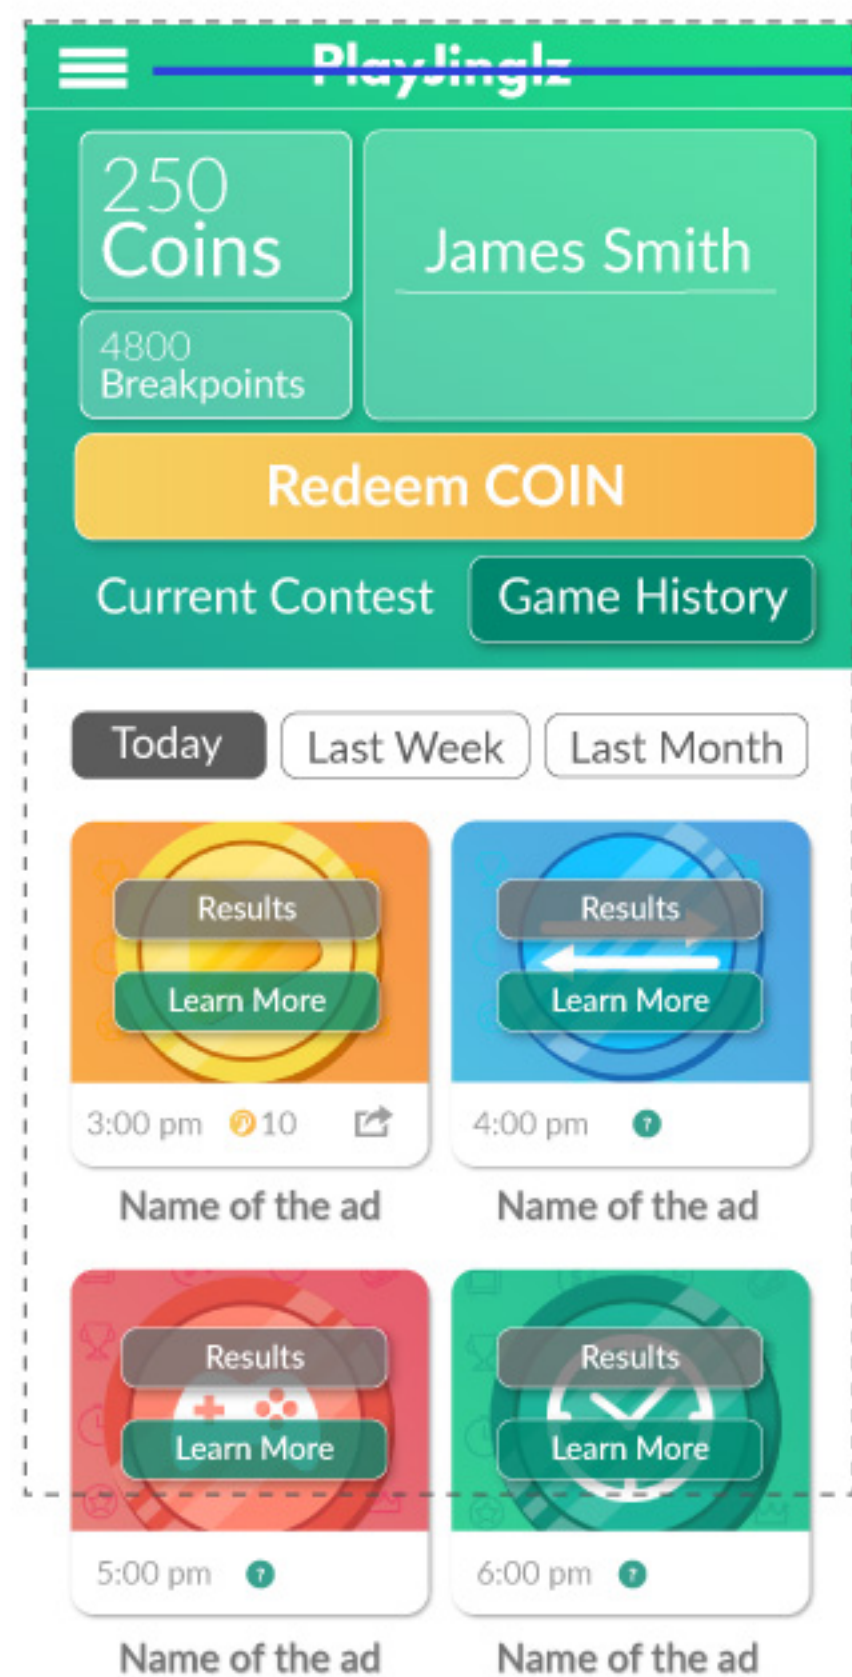 PlayJinglz
250
Coins
James Smith
4800
Breakpoints
Redeem COIN
Current Contest Game History
Today Last Week Last Month
Results Results
Learn More Learn More
3:00 pm 10 4:00 pm ?
Name of the ad Name of the ad
Results Results
Learn More Learn More
5:00 pm ? 6:00 pm ?
Name of the ad Name of the ad